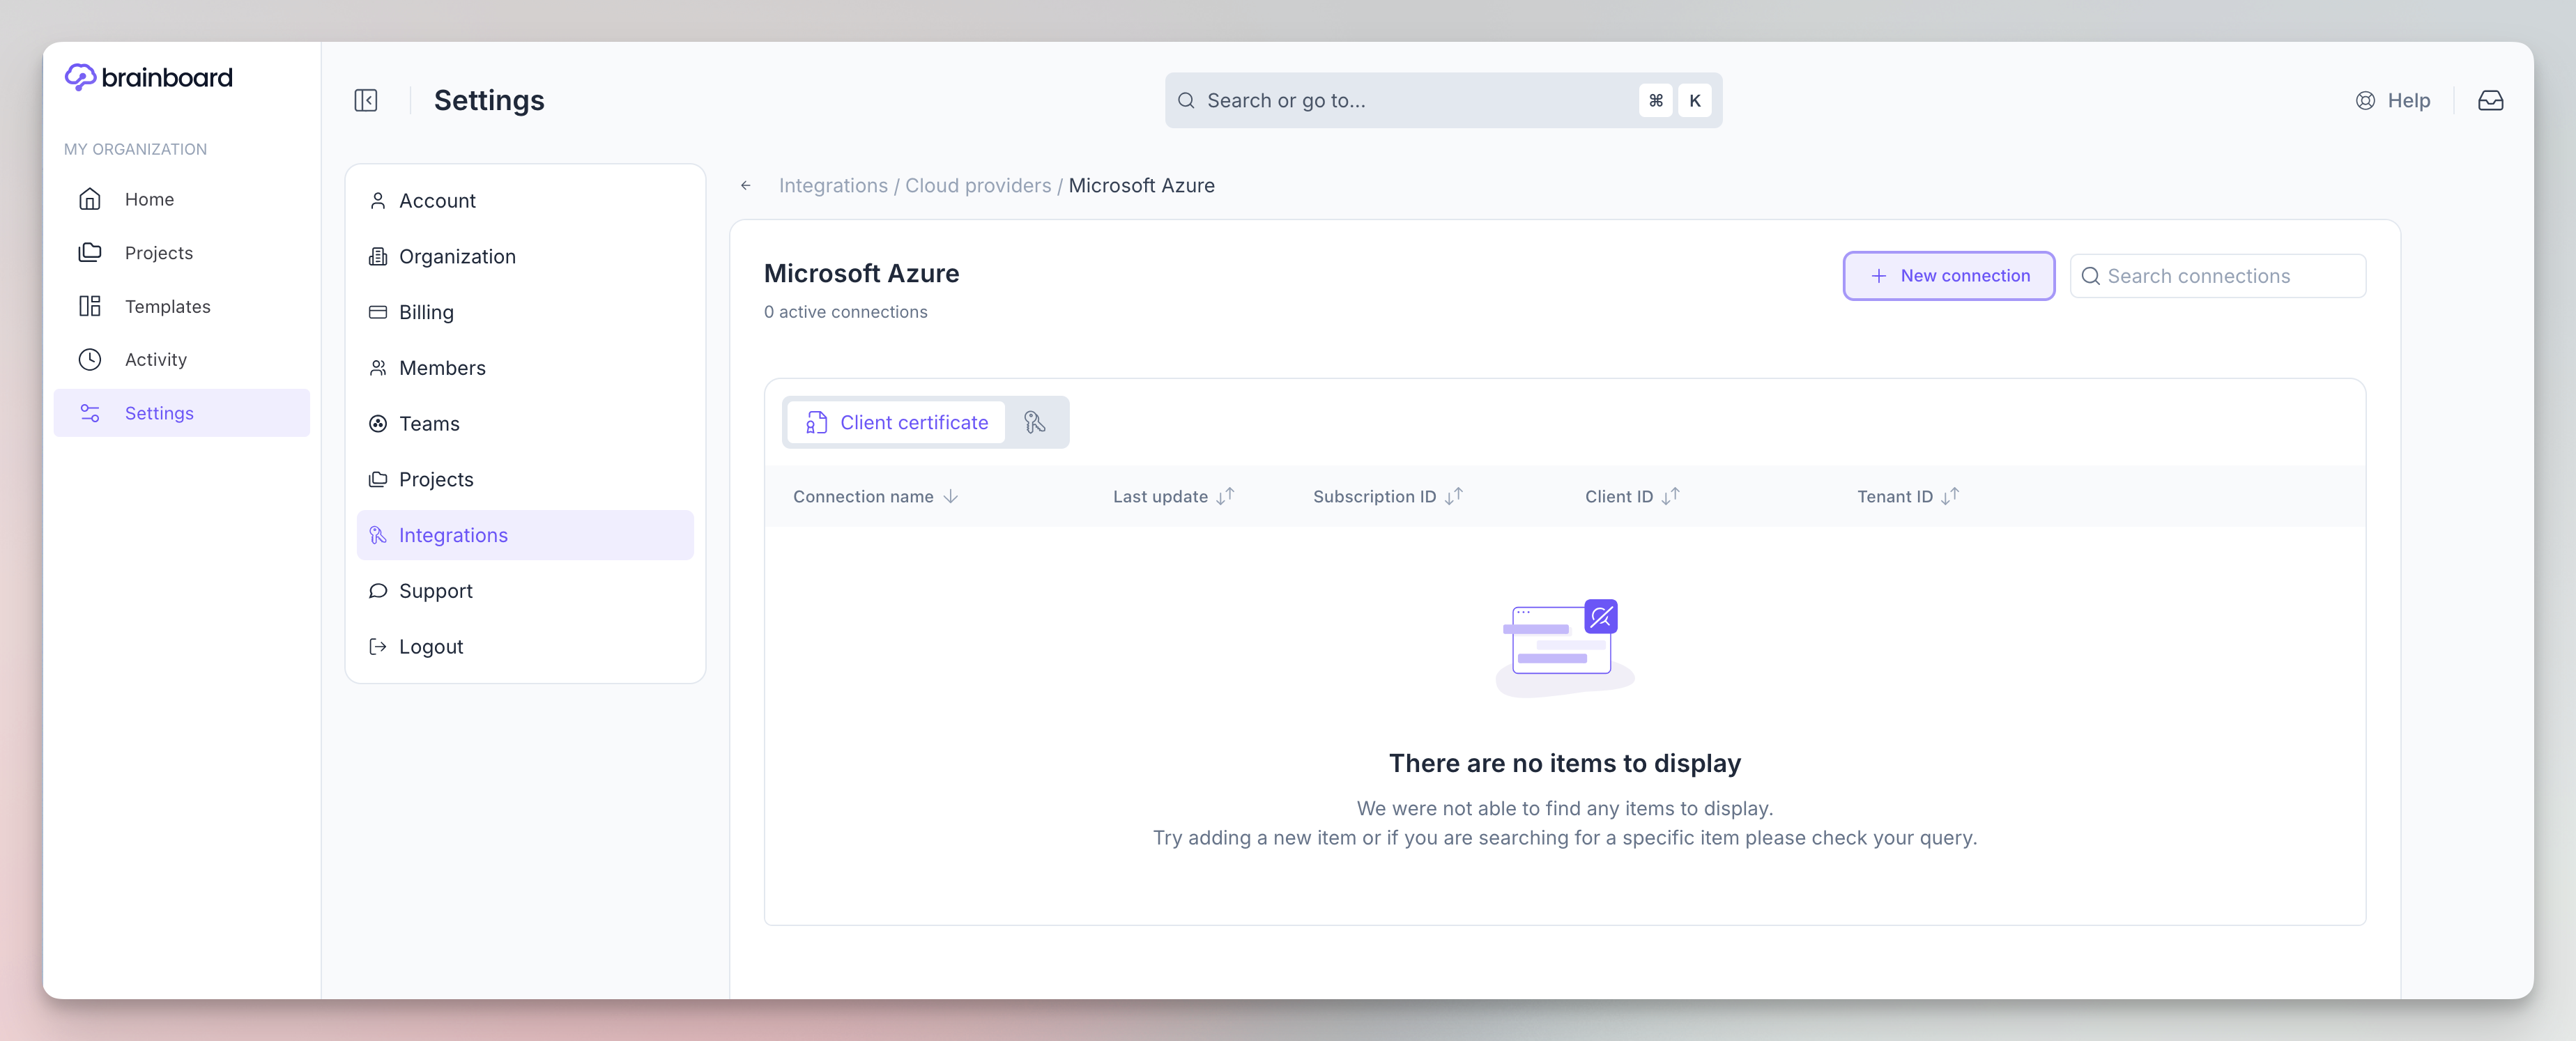 brainboard
MY ORGANIZATION
Home
Projects
Templates
Activity
Settings
Settings
Search or go to...
⌘ K
Help
Account
Organization
Billing
Members
Teams
Projects
Integrations
Support
Logout
Integrations / Cloud providers / Microsoft Azure
Microsoft Azure
0 active connections
New connection
Search connections
Client certificate
Connection name
Last update
Subscription ID
Client ID
Tenant ID
There are no items to display
We were not able to find any items to display.
Try adding a new item or if you are searching for a specific item please check your query.